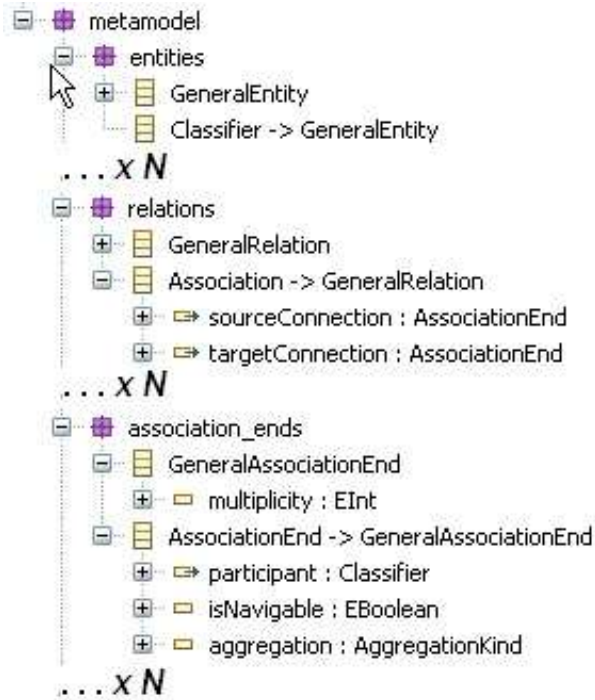 metamodel
entities
GeneralEntity
Classifier -> GeneralEntity
...x N
relations
GeneralRelation
Association -> GeneralRelation
sourceConnection : AssociationEnd
targetConnection : AssociationEnd
...x N
association_ends
GeneralAssociationEnd
multiplicity : EInt
AssociationEnd -> GeneralAssociationEnd
participant : Classifier
isNavigable : EBoolean
aggregation : AggregationKind
...x N